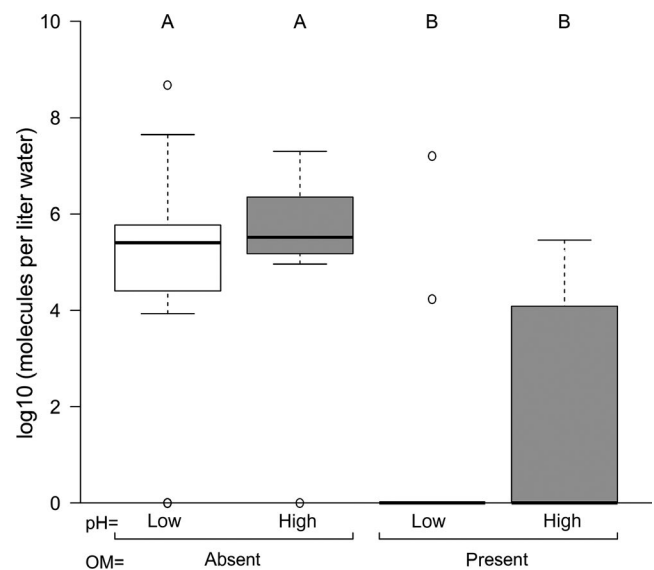 A A B B
10
8
6
4
2
0
log10 (molecules per liter water)
pH= Low High Low High
OM= Absent Present